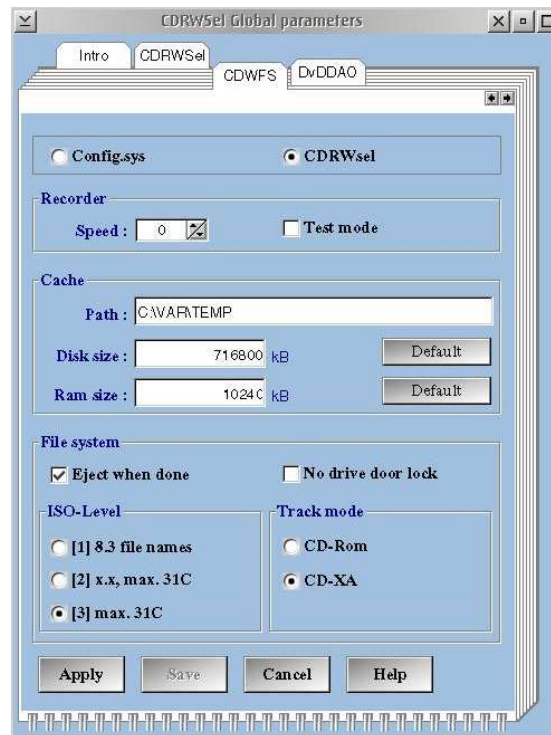 CDRWSel Global parameters
Intro CDRWSel
CDWFS DvDDAO
Config.sys CDRWsel
Recorder
Speed : 0 Test mode
Cache
Path : C:\VAR\TEMP
Disk size : 716800 kB Default
Ram size : 10240 kB Default
File system
Eject when done No drive door lock
ISO-Level Track mode
[1] 8.3 file names CD-Rom
[2] x.x, max. 31C CD-XA
[3] max. 31C
Apply Save Cancel Help